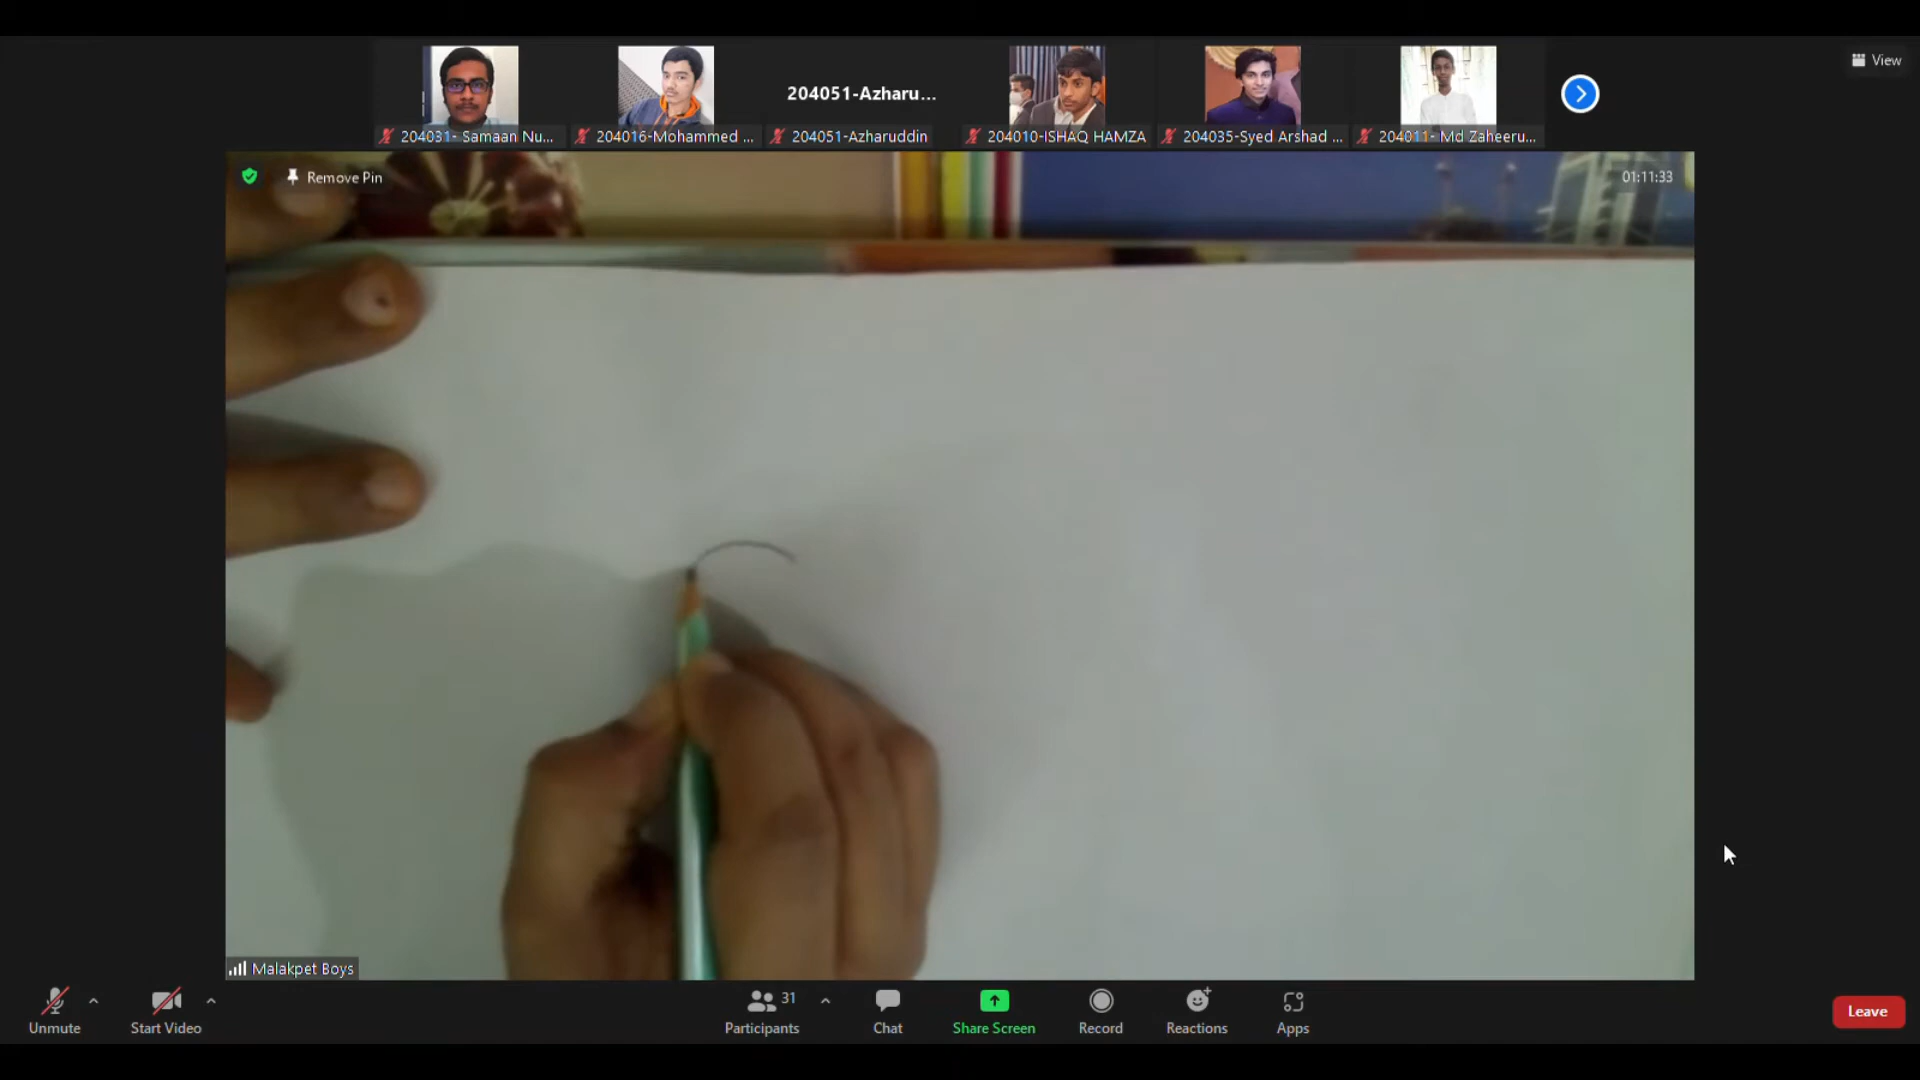 View
204051-Azharu...
204031- Samaan Nu...
204016-Mohammed ...
204051-Azharuddin
204010-ISHAQ HAMZA
204035-Syed Arshad ...
204011- Md Zaheeru...
Remove Pin
01:11:33
Malakpet Boys
Unmute
Start Video
31
Participants
Chat
Share Screen
Record
Reactions
Apps
Leave